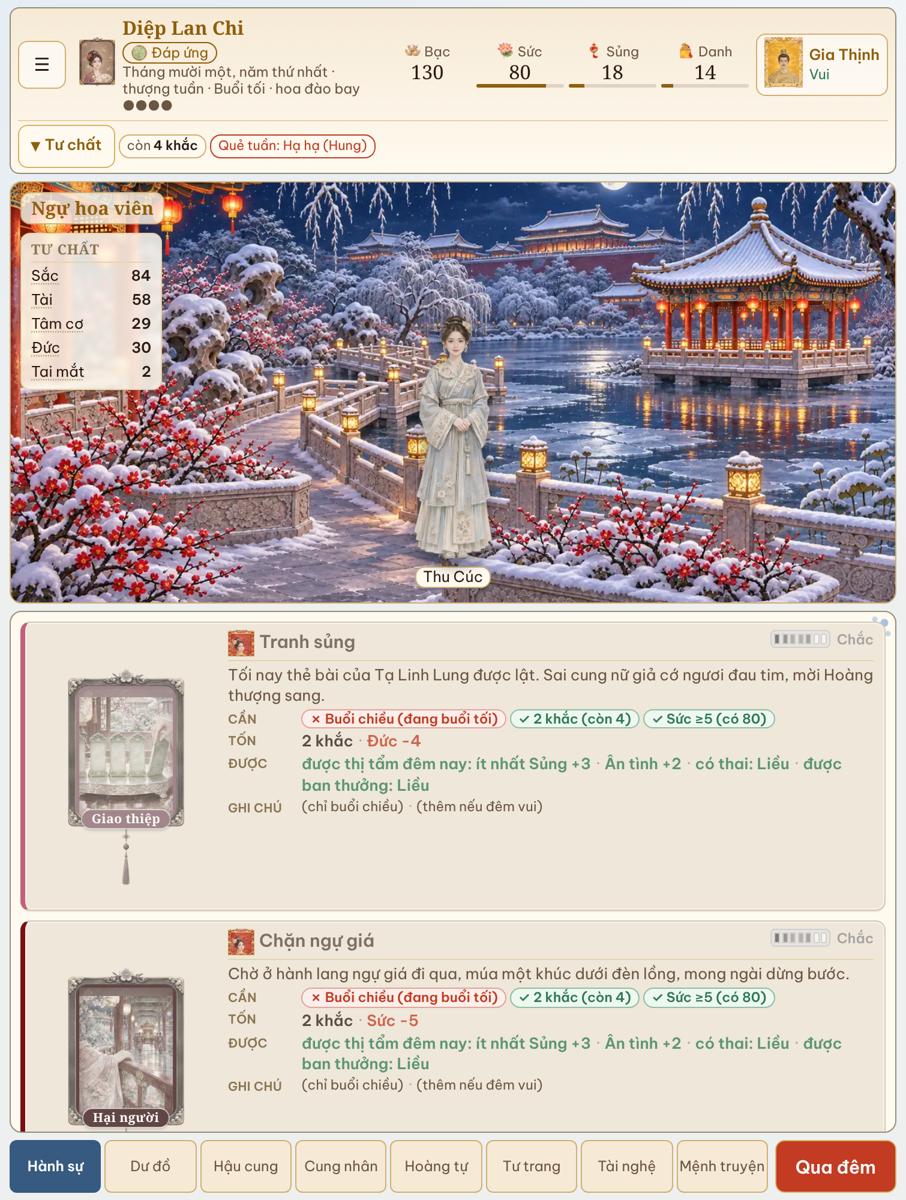 ☰
Diệp Lan Chi
Đáp ứng
Tháng mười một, năm thứ nhất ·
thượng tuần · Buổi tối · hoa đào bay
Bạc
130
Sức
80
Sủng
18
Danh
14
Gia Thịnh
Vui
▼ Tư chất
còn 4 khắc
Quẻ tuần: Hạ hạ (Hung)
Ngự hoa viên
TƯ CHẤT
Sắc 84
Tài 58
Tâm cơ 29
Đức 30
Tai mắt 2
Thu Cúc
Tranh sủng
Chắc
Tối nay thẻ bài của Tạ Linh Lung được lật. Sai cung nữ giả cớ ngươi đau tim, mời Hoàng
thượng sang.
CẦN × Buổi chiều (đang buổi tối) ✓ 2 khắc (còn 4) ✓ Sức ≥5 (có 80)
TỐN 2 khắc · Đức -4
ĐƯỢC được thị tẩm đêm nay: ít nhất Sủng +3 · Ân tình +2 · có thai: Liều · được
ban thưởng: Liều
GHI CHÚ (chỉ buổi chiều) · (thêm nếu đêm vui)
Giao thiệp
Chặn ngự giá
Chắc
Chờ ở hành lang ngự giá đi qua, múa một khúc dưới đèn lồng, mong ngài dừng bước.
CẦN × Buổi chiều (đang buổi tối) ✓ 2 khắc (còn 4) ✓ Sức ≥5 (có 80)
TỐN 2 khắc · Sức -5
ĐƯỢC được thị tẩm đêm nay: ít nhất Sủng +3 · Ân tình +2 · có thai: Liều · được
ban thưởng: Liều
GHI CHÚ (chỉ buổi chiều) · (thêm nếu đêm vui)
Hại người
Hành sự
Dư đồ
Hậu cung
Cung nhân
Hoàng tự
Tư trang
Tài nghệ
Mệnh truyện
Qua đêm